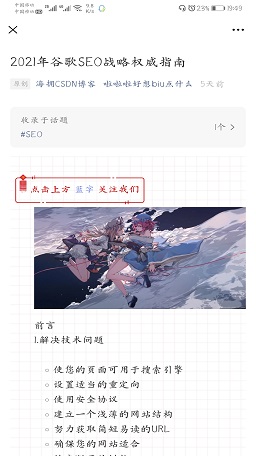 中国移动
中国移动
9.5
K/s
23%
19:49
2021年谷歌SEO战略权威指南
原创 海拥CSDN博客 啦啦啦好想biu点什么 5天前
收录于话题
#SEO
1个
点击上方 蓝字 关注我们
前言
1.解决技术问题
使您的页面可用于搜索引擎
设置适当的重定向
使用安全协议
建立一个浅薄的网站结构
努力获取简短易读的URL
确保您的网站适合